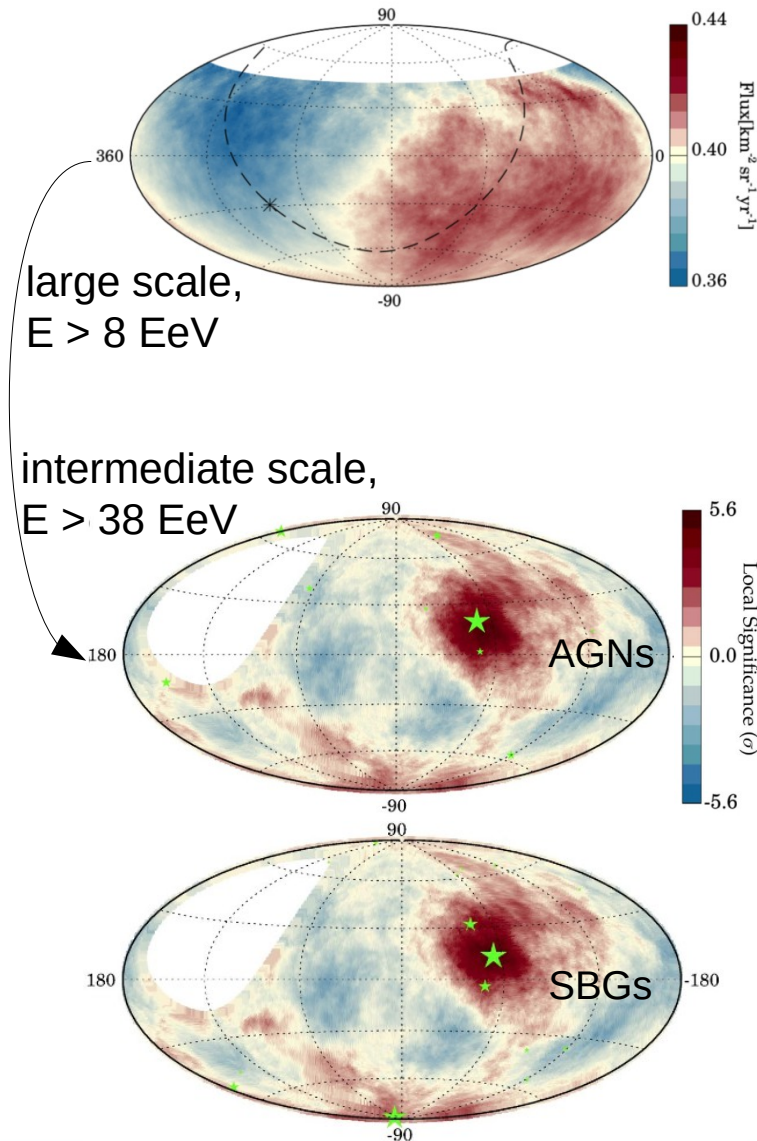 90
0.44
360
0
0.40
Flux[km⁻² sr⁻¹ yr⁻¹]
0.36
-90
large scale,
E > 8 EeV
intermediate scale,
E > 38 EeV
90
5.6
180
AGNs
0.0
Local Significance (σ)
-5.6
-90
90
180
SBGs
-180
-90